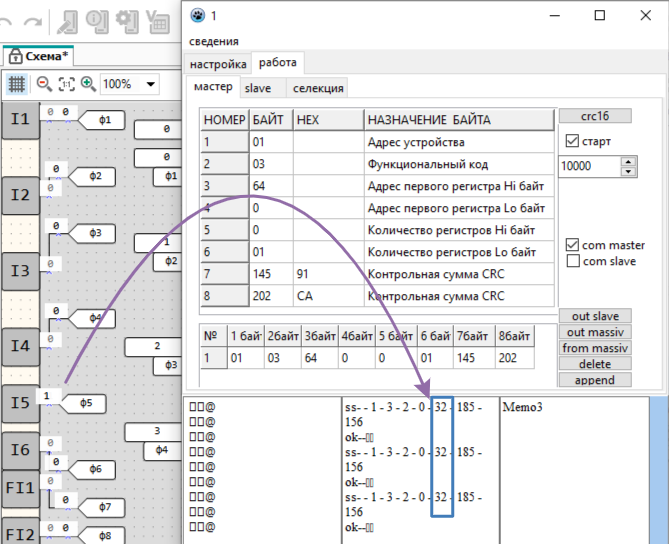 1
сведения
Схема*
100%
настройка работа
мастер slave селекция
НОМЕР БАЙТ HEX НАЗНАЧЕНИЕ БАЙТА
1 01 Адрес устройства
2 03 Функциональный код
3 64 Адрес первого регистра Hi байт
4 0 Адрес первого регистра Lo байт
5 0 Количество регистров Hi байт
6 01 Количество регистров Lo байт
7 145 91 Контрольная сумма CRC
8 202 CA Контрольная сумма CRC
crc16
старт
10000
com master
com slave
out slave
out massiv
from massiv
delete
append
№ 1 байт 2байт 3байт 4байт 5 байт 6 байт 7байт 8байт
1 01 03 64 0 0 01 145 202
I1 0 0 ф1
0
0
ф1
0 ф2
I2 0
0 ф3
1
ф2
I3 0
0 ф4
I4 0
2
ф3
I5 1 ф5
3
ф4
I6 0
0 ф6
FI1
0 ф7
FI2 0 0 ф8
@
@
@
@
@
@
@
@
@
ss- - 1 - 3 - 2 - 0 - 32 - 185 -
156
ok--
ss- - 1 - 3 - 2 - 0 - 32 - 185 -
156
ok--
ss- - 1 - 3 - 2 - 0 - 32 - 185 -
156
ok--
Memo3